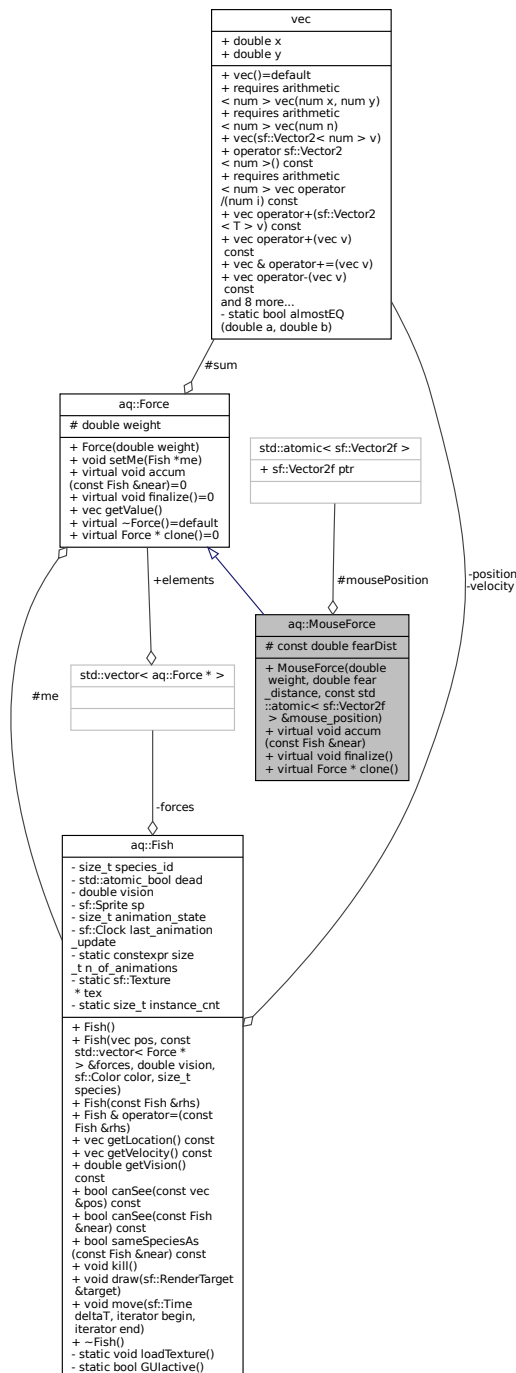 vec
+ double x
+ double y
+ vec()=default
+ requires arithmetic
< num > vec(num x, num y)
+ requires arithmetic
< num > vec(num n)
+ vec(sf::Vector2< num > v)
+ operator sf::Vector2
< num >() const
+ requires arithmetic
< num > vec operator
/(num i) const
+ vec operator+(sf::Vector2
< T > v) const
+ vec operator+(vec v)
const
+ vec & operator+=(vec v)
+ vec operator-(vec v)
const
and 8 more...
- static bool almostEQ
(double a, double b)
#sum
aq::Force
# double weight
+ Force(double weight)
+ void setMe(Fish *me)
+ virtual void accum
(const Fish &near)=0
+ virtual void finalize()=0
+ vec getValue()
+ virtual ~Force()=default
+ virtual Force * clone()=0
std::atomic< sf::Vector2f >
+ sf::Vector2f ptr
+elements
#mousePosition
-position
-velocity
aq::MouseForce
# const double fearDist
+ MouseForce(double
weight, double fear
_distance, const std
::atomic< sf::Vector2f
> &mouse_position)
+ virtual void accum
(const Fish &near)
+ virtual void finalize()
+ virtual Force * clone()
std::vector< aq::Force * >
#me
-forces
aq::Fish
- size_t species_id
- std::atomic_bool dead
- double vision
- sf::Sprite sp
- size_t animation_state
- sf::Clock last_animation
_update
- static constexpr size
_t n_of_animations
- static sf::Texture
* tex
- static size_t instance_cnt
+ Fish()
+ Fish(vec pos, const
std::vector< Force *
> &forces, double vision,
sf::Color color, size_t
species)
+ Fish(const Fish &rhs)
+ Fish & operator=(const
Fish &rhs)
+ vec getLocation() const
+ vec getVelocity() const
+ double getVision()
const
+ bool canSee(const vec
&pos) const
+ bool canSee(const Fish
&near) const
+ bool sameSpeciesAs
(const Fish &near) const
+ void kill()
+ void draw(sf::RenderTarget
&target)
+ void move(sf::Time
deltaT, iterator begin,
iterator end)
+ ~Fish()
- static void loadTexture()
- static bool GUIactive()